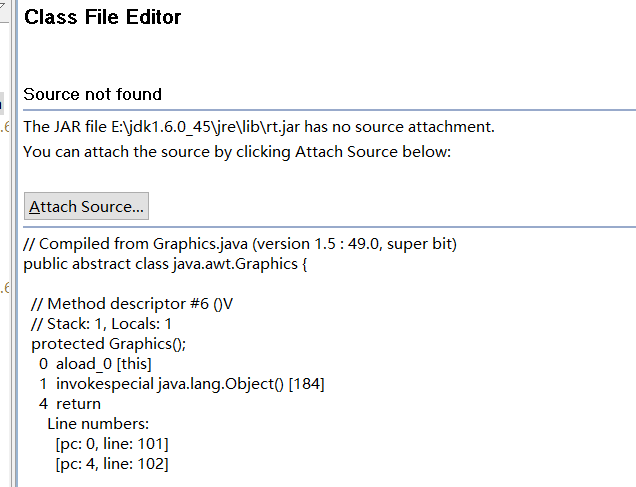 Class File Editor
Source not found
The JAR file E:\jdk1.6.0_45\jre\lib\rt.jar has no source attachment.
You can attach the source by clicking Attach Source below:
Attach Source...
// Compiled from Graphics.java (version 1.5 : 49.0, super bit)
public abstract class java.awt.Graphics {
// Method descriptor #6 ()V
// Stack: 1, Locals: 1
protected Graphics();
0 aload_0 [this]
1 invokespecial java.lang.Object() [184]
4 return
Line numbers:
[pc: 0, line: 101]
[pc: 4, line: 102]